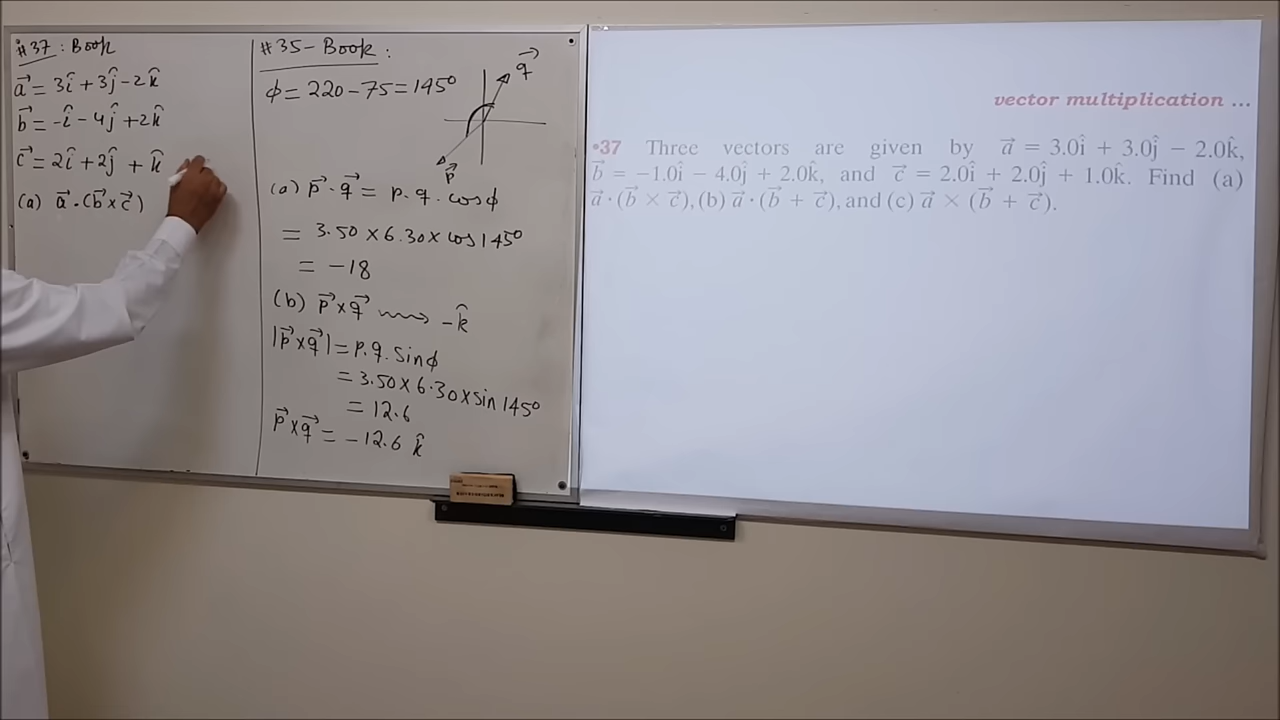 #37 : Book
a⃗ = 3î + 3ĵ - 2k̂
b⃗ = -î - 4ĵ + 2k̂
c⃗ = 2î + 2ĵ + k̂
(a) a⃗ · (b⃗ × c⃗)
#35 - Book :
ϕ = 220 - 75 = 145°
q⃗
p⃗
(a) p⃗ · q⃗ = p . q . cos ϕ
= 3.50 × 6.30 × cos 145°
= -18
(b) p⃗ × q⃗ ⟿ -k̂
|p⃗ × q⃗| = p . q . sin ϕ
= 3.50 × 6.30 × sin 145°
= 12.6
p⃗ × q⃗ = -12.6 k̂
vector multiplication ...
•37 Three vectors are given by a⃗ = 3.0î + 3.0ĵ − 2.0k̂,
b⃗ = −1.0î − 4.0ĵ + 2.0k̂, and c⃗ = 2.0î + 2.0ĵ + 1.0k̂. Find (a)
a⃗ · (b⃗ × c⃗), (b) a⃗ · (b⃗ + c⃗), and (c) a⃗ × (b⃗ + c⃗).